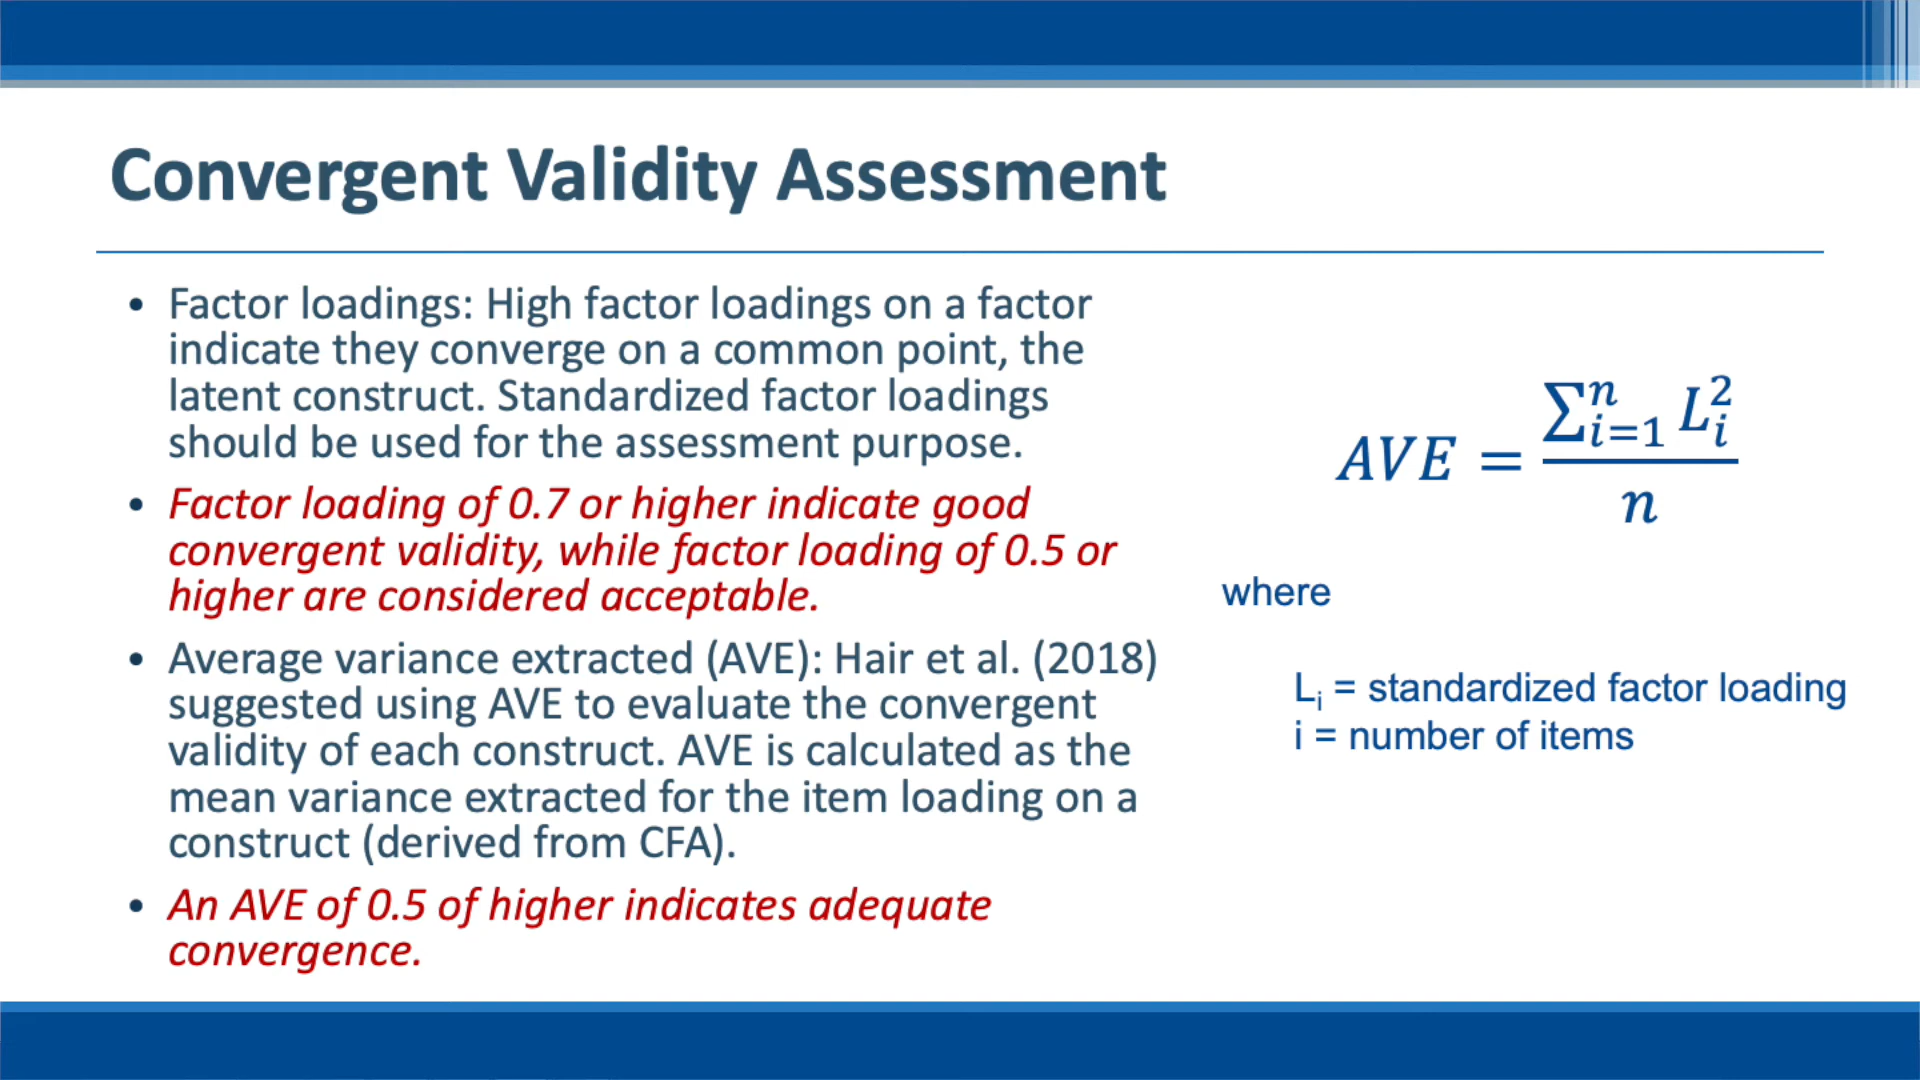 Convergent Validity Assessment
• Factor loadings: High factor loadings on a factor
indicate they converge on a common point, the
latent construct. Standardized factor loadings
should be used for the assessment purpose.
• Factor loading of 0.7 or higher indicate good
convergent validity, while factor loading of 0.5 or
higher are considered acceptable.
• Average variance extracted (AVE): Hair et al. (2018)
suggested using AVE to evaluate the convergent
validity of each construct. AVE is calculated as the
mean variance extracted for the item loading on a
construct (derived from CFA).
• An AVE of 0.5 of higher indicates adequate
convergence.
AVE = \frac{\sum_{i=1}^{n} L_i^2}{n}
where
L_i = standardized factor loading
i = number of items